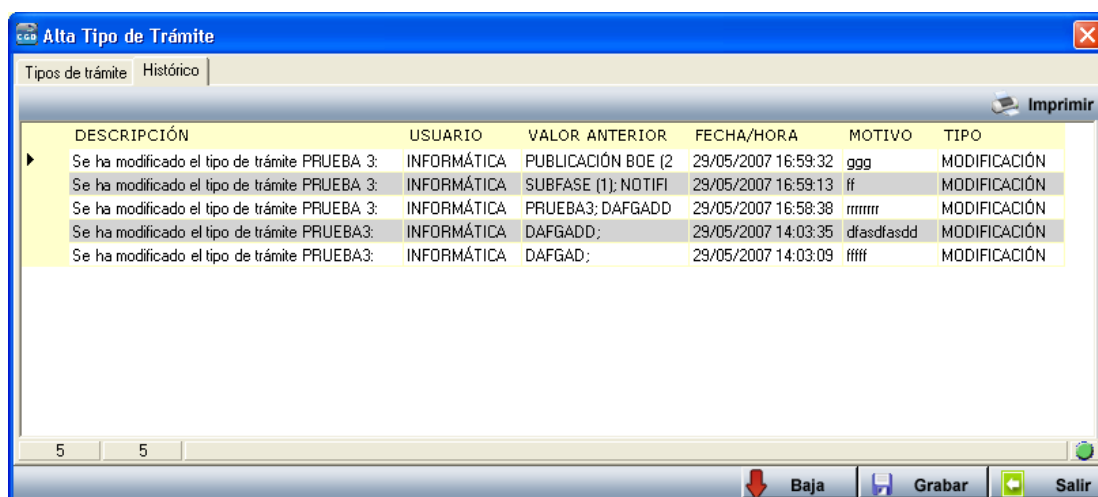 CGD Alta Tipo de Trámite
Tipos de trámite Histórico
Imprimir
DESCRIPCIÓN USUARIO VALOR ANTERIOR FECHA/HORA MOTIVO TIPO
Se ha modificado el tipo de trámite PRUEBA 3: INFORMÁTICA PUBLICACIÓN BOE (2 29/05/2007 16:59:32 ggg MODIFICACIÓN
Se ha modificado el tipo de trámite PRUEBA 3: INFORMÁTICA SUBFASE (1); NOTIFI 29/05/2007 16:59:13 ff MODIFICACIÓN
Se ha modificado el tipo de trámite PRUEBA 3: INFORMÁTICA PRUEBA3; DAFGADD 29/05/2007 16:58:38 rrrrrrrr MODIFICACIÓN
Se ha modificado el tipo de trámite PRUEBA3: INFORMÁTICA DAFGADD; 29/05/2007 14:03:35 dfasdfasdd MODIFICACIÓN
Se ha modificado el tipo de trámite PRUEBA3: INFORMÁTICA DAFGAD; 29/05/2007 14:03:09 fffff MODIFICACIÓN
5 5
Baja Grabar Salir